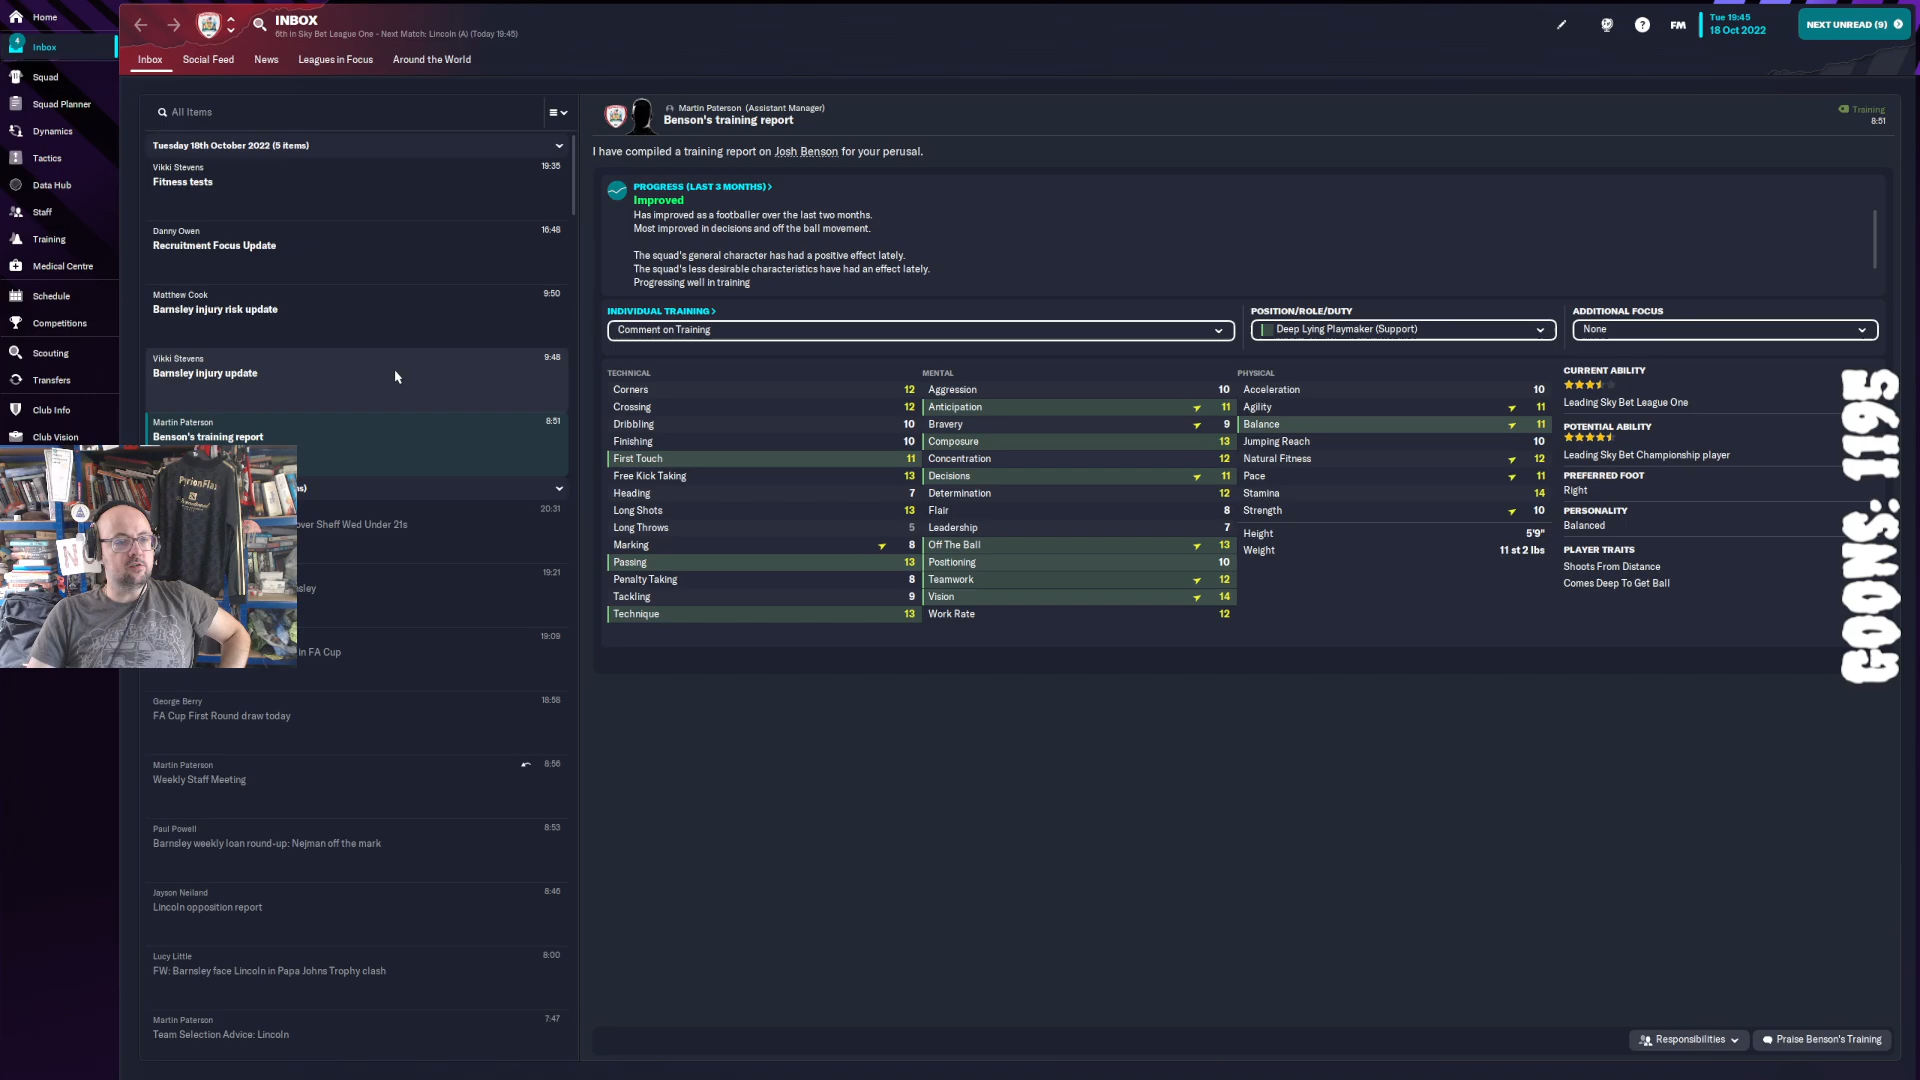 Home
Inbox
4
Squad
Squad Planner
Dynamics
Tactics
Data Hub
Staff
Training
Medical Centre
Schedule
Competitions
Scouting
Transfers
Club Info
Club Vision
INBOX
6th in Sky Bet League One - Next Match: Lincoln (A) (Today 19:45)
FM
Tue 19:45
18 Oct 2022
NEXT UNREAD (9)
Inbox Social Feed News Leagues in Focus Around the World
All Items
Tuesday 18th October 2022 (5 items)
Vikki Stevens 19:35
Fitness tests
Danny Owen 16:48
Recruitment Focus Update
Matthew Cook 9:50
Barnsley injury risk update
Vikki Stevens 9:48
Barnsley injury update
Martin Paterson 8:51
Benson's training report
20:31
over Sheff Wed Under 21s
19:21
19:09
in FA Cup
George Berry 18:58
FA Cup First Round draw today
Martin Paterson 8:56
Weekly Staff Meeting
Paul Powell 8:53
Barnsley weekly loan round-up: Nejman off the mark
Jayson Neiland 8:46
Lincoln opposition report
Lucy Little 8:00
FW: Barnsley face Lincoln in Papa Johns Trophy clash
Martin Paterson 7:47
Team Selection Advice: Lincoln
Martin Paterson (Assistant Manager)
Benson's training report
Training
8:51
I have compiled a training report on Josh Benson for your perusal.
PROGRESS (LAST 3 MONTHS)
Improved
Has improved as a footballer over the last two months.
Most improved in decisions and off the ball movement.
The squad's general character has had a positive effect lately.
The squad's less desirable characteristics have had an effect lately.
Progressing well in training
INDIVIDUAL TRAINING
Comment on Training
POSITION/ROLE/DUTY
Deep Lying Playmaker (Support)
ADDITIONAL FOCUS
None
TECHNICAL
Corners 12
Crossing 12
Dribbling 10
Finishing 10
First Touch 11
Free Kick Taking 13
Heading 7
Long Shots 13
Long Throws 5
Marking 8
Passing 13
Penalty Taking 8
Tackling 9
Technique 13
MENTAL
Aggression 10
Anticipation 11
Bravery 9
Composure 13
Concentration 12
Decisions 11
Determination 12
Flair 8
Leadership 7
Off The Ball 13
Positioning 10
Teamwork 12
Vision 14
Work Rate 12
PHYSICAL
Acceleration 10
Agility 11
Balance 11
Jumping Reach 10
Natural Fitness 12
Pace 11
Stamina 14
Strength 10
Height 5'9"
Weight 11 st 2 lbs
CURRENT ABILITY
Leading Sky Bet League One
POTENTIAL ABILITY
Leading Sky Bet Championship player
PREFERRED FOOT
Right
PERSONALITY
Balanced
PLAYER TRAITS
Shoots From Distance
Comes Deep To Get Ball
GOONS: 1195
Responsibilities
Praise Benson's Training